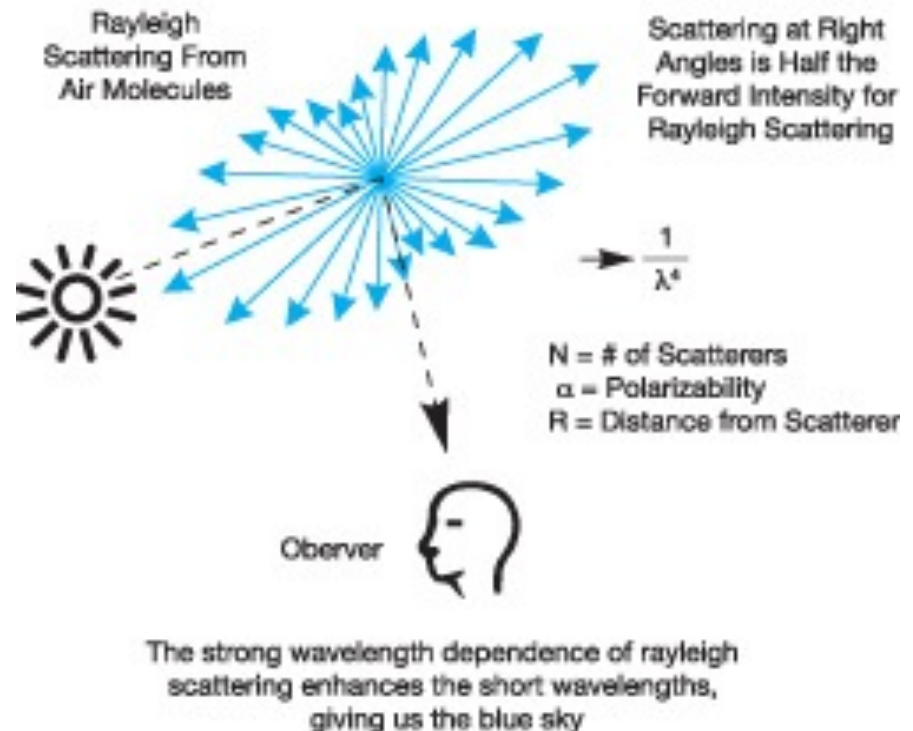 Rayleigh
Scattering From
Air Molecules
Scattering at Right
Angles is Half the
Forward Intensity for
Rayleigh Scattering
1
λ⁴
N = # of Scatterers
α = Polarizability
R = Distance from Scatterer
Oberver
The strong wavelength dependence of rayleigh
scattering enhances the short wavelengths,
giving us the blue sky